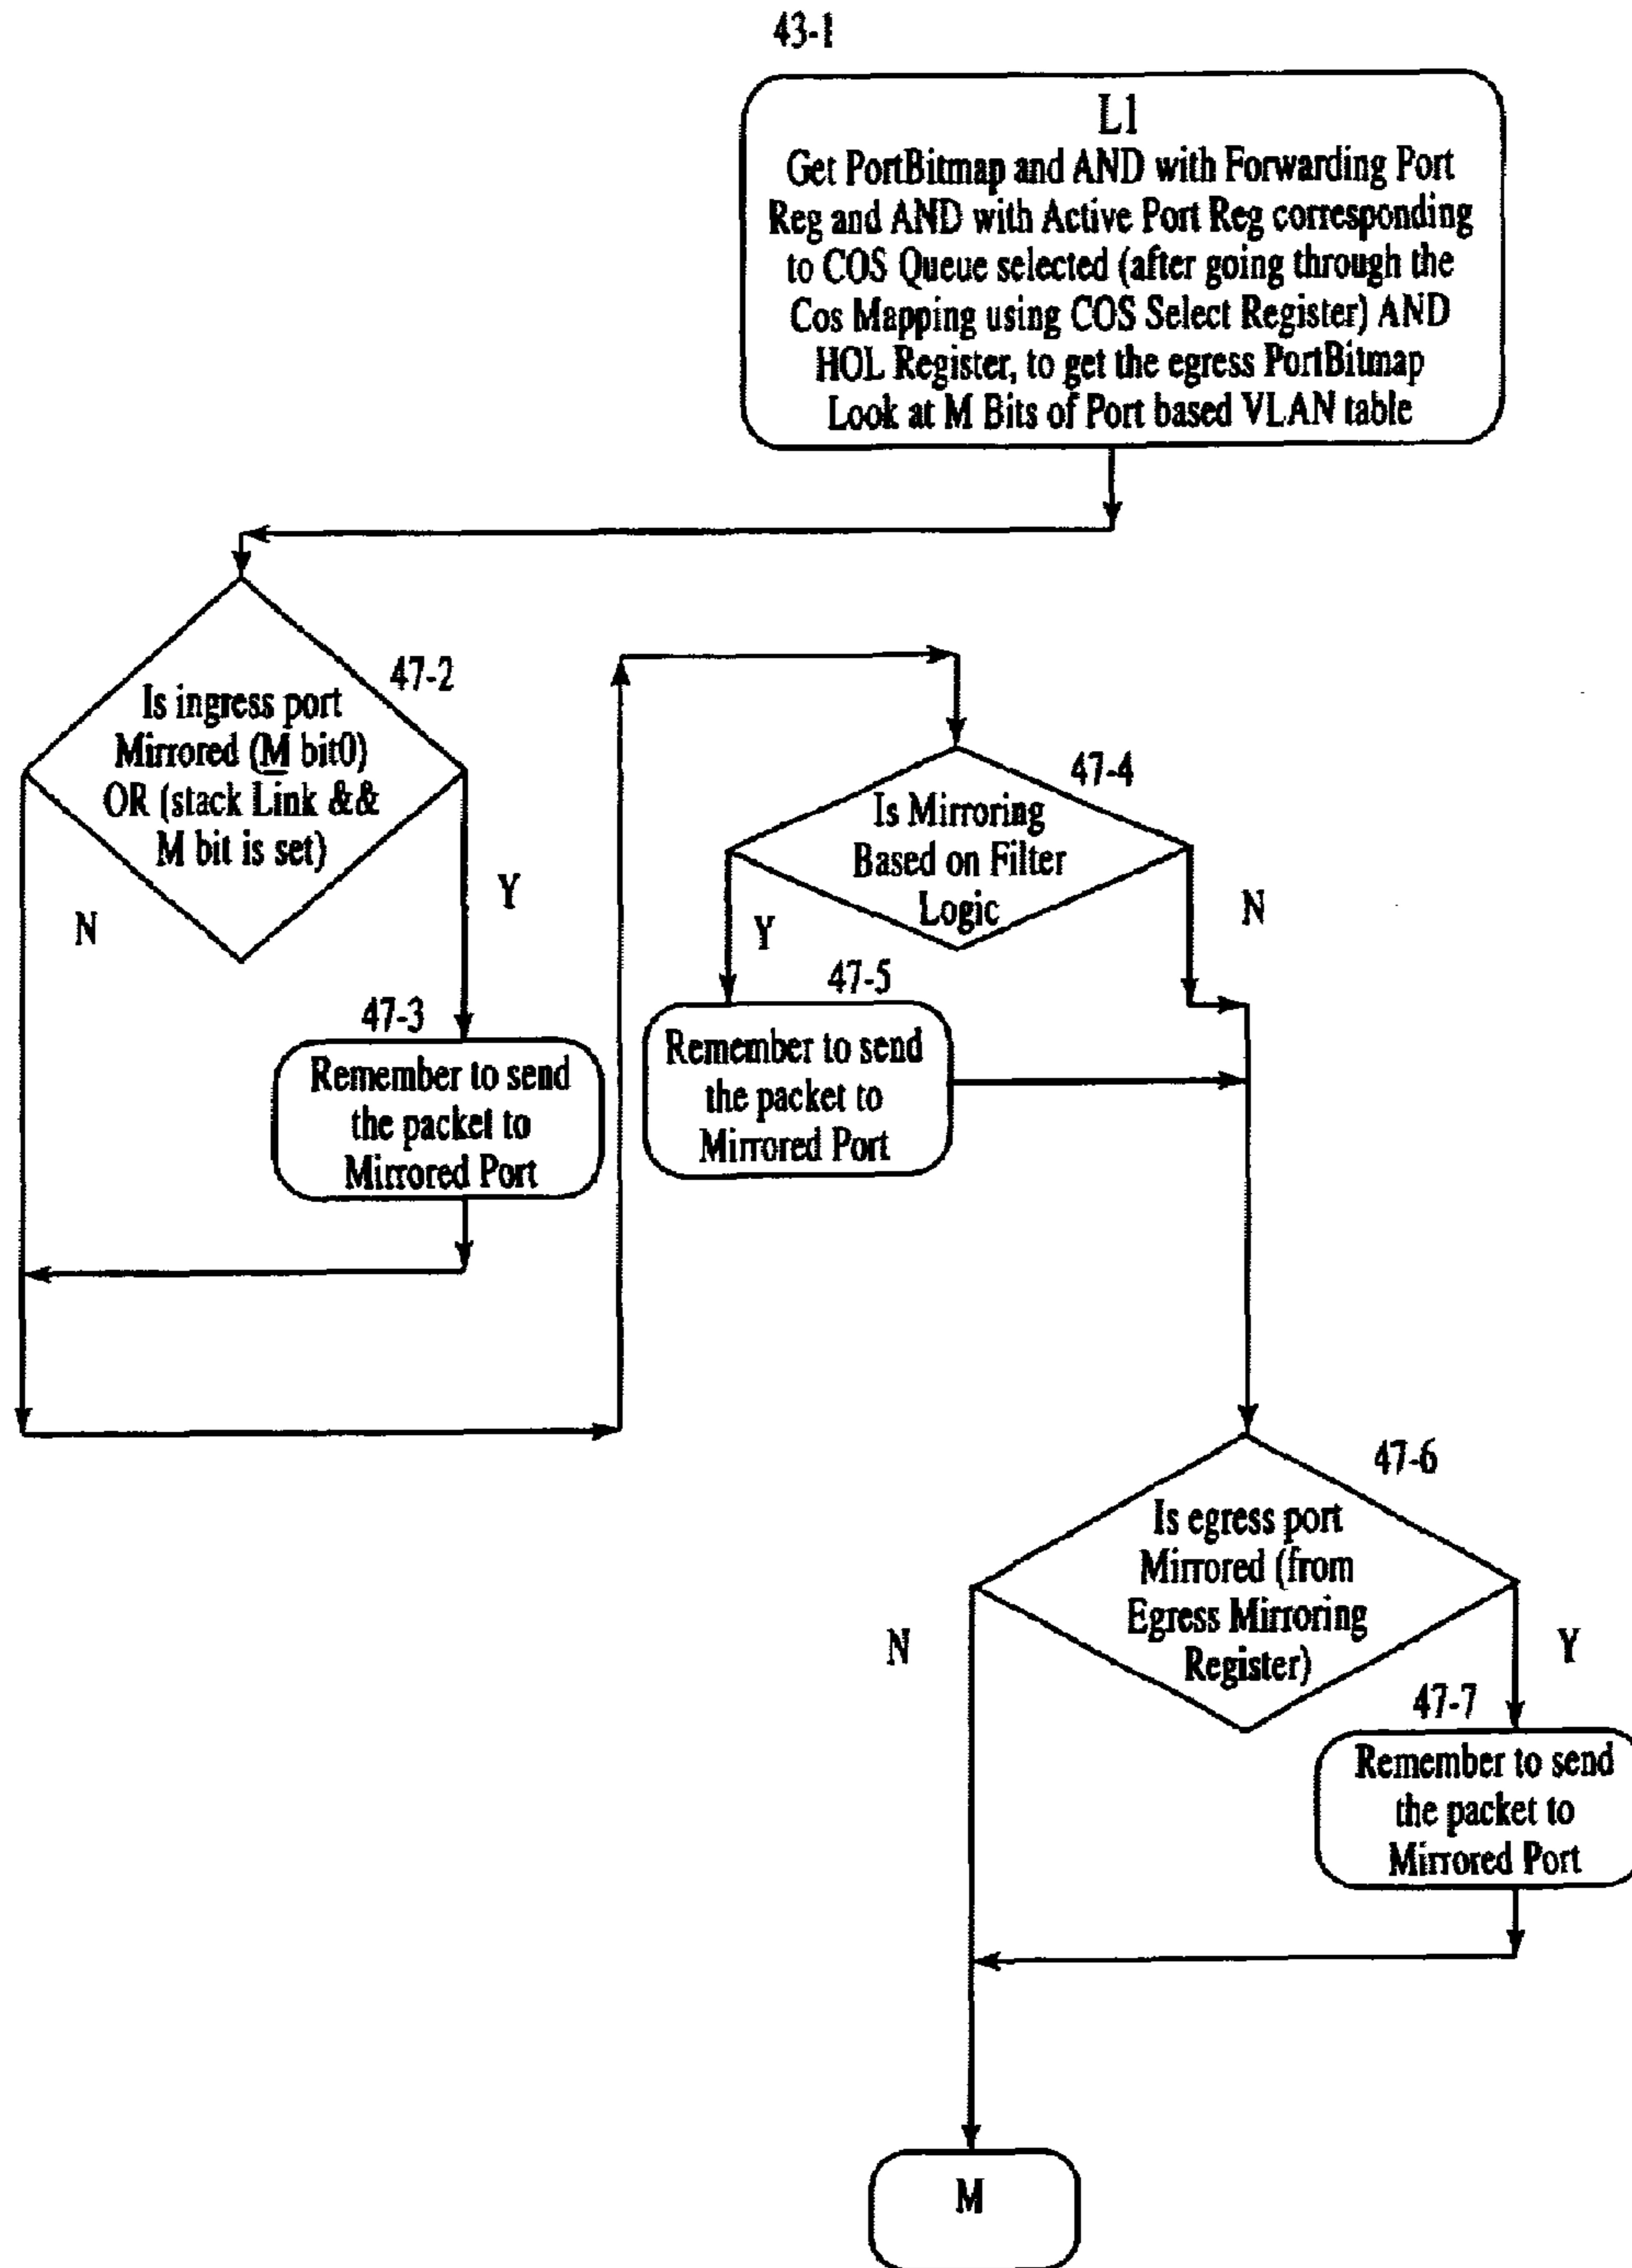 43-1
L1
Get PortBitmap and AND with Forwarding Port
Reg and AND with Active Port Reg corresponding
to COS Queue selected (after going through the
Cos Mapping using COS Select Register) AND
HOL Register, to get the egress PortBitmap
Look at M Bits of Port based VLAN table
47-2
Is ingress port
Mirrored (M bit0)
OR (stack Link &&
M bit is set)
N
Y
47-3
Remember to send
the packet to
Mirrored Port
47-4
Is Mirroring
Based on Filter
Logic
Y
N
47-5
Remember to send
the packet to
Mirrored Port
47-6
Is egress port
Mirrored (from
Egress Mirroring
Register)
N
Y
47-7
Remember to send
the packet to
Mirrored Port
M